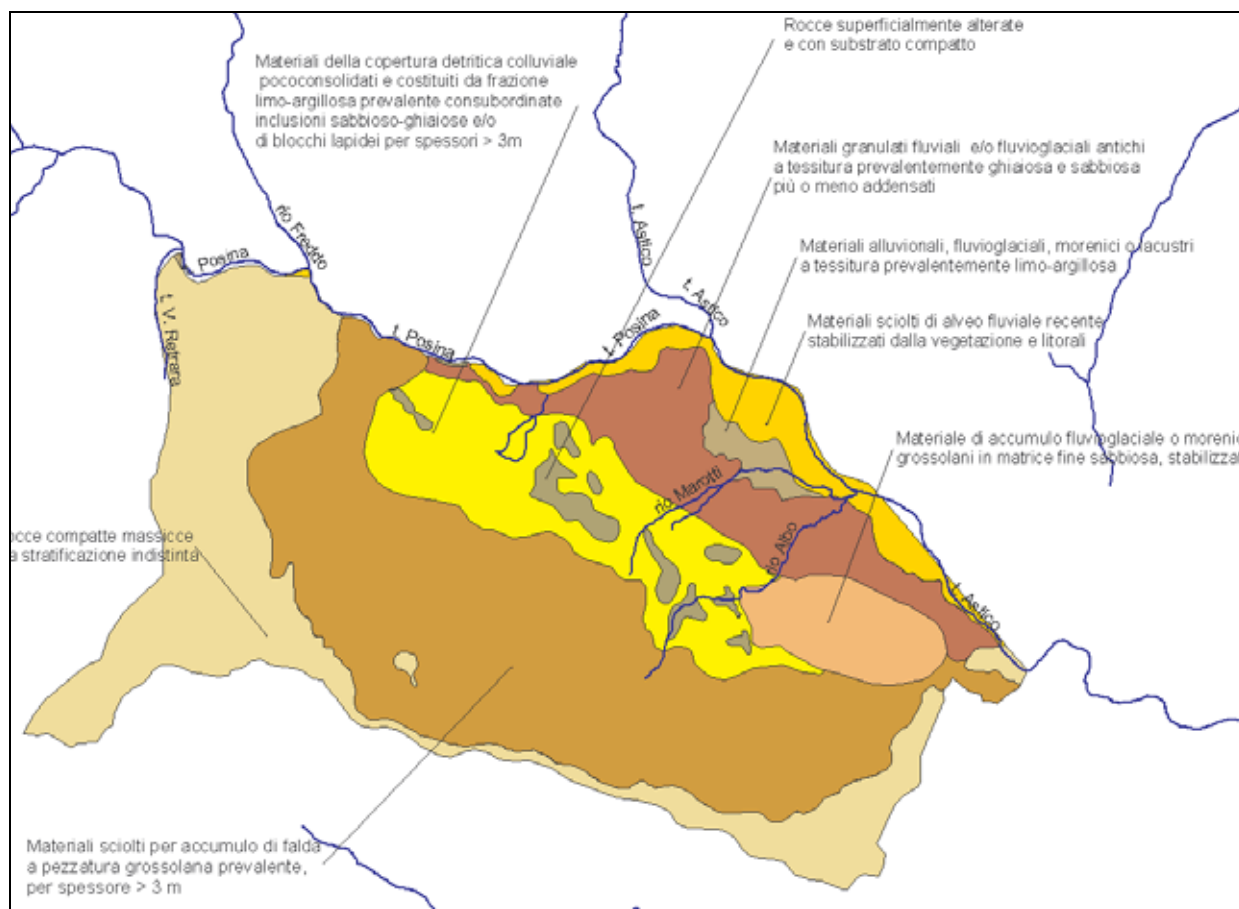 Rocce superficialmente alterate
e con substrato compatto
Materiali della copertura detritica colluviale
pococonsolidati e costituiti da frazione
limo-argillosa prevalente consubordinate
inclusioni sabbioso-ghiaiose e/o
di blocchi lapidei per spessori > 3m
Materiali granulati fluviali e/o fluvioglaciali antichi
a tessitura prevalentemente ghiaiosa e sabbiosa
più o meno addensati
rio Freddo
t. Astico
Posina
Materiali alluvionali, fluvioglaciali, morenici o lacustri
a tessitura prevalentemente limo-argillosa
t. Astico
t. V. Retrara
t. Posina
t. Posina
Materiali sciolti di alveo fluviale recente
stabilizzati dalla vegetazione e litorali
Materiale di accumulo fluvioglaciale o morenic
grossolani in matrice fine sabbiosa, stabilizzat
rio Marotti
rio Albo
occe compatte massicce
a stratificazione indistinta
t. Astico
Materiali sciolti per accumulo di falda
a pezzatura grossolana prevalente,
per spessore > 3 m